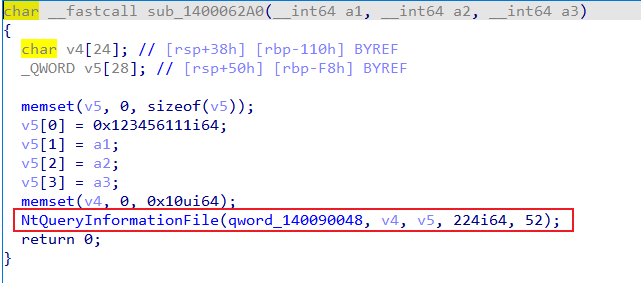 char __fastcall sub_1400062A0(__int64 a1, __int64 a2, __int64 a3)
{
char v4[24]; // [rsp+38h] [rbp-110h] BYREF
_QWORD v5[28]; // [rsp+50h] [rbp-F8h] BYREF
memset(v5, 0, sizeof(v5));
v5[0] = 0x123456111i64;
v5[1] = a1;
v5[2] = a2;
v5[3] = a3;
memset(v4, 0, 0x10ui64);
NtQueryInformationFile(qword_140090048, v4, v5, 224i64, 52);
return 0;
}